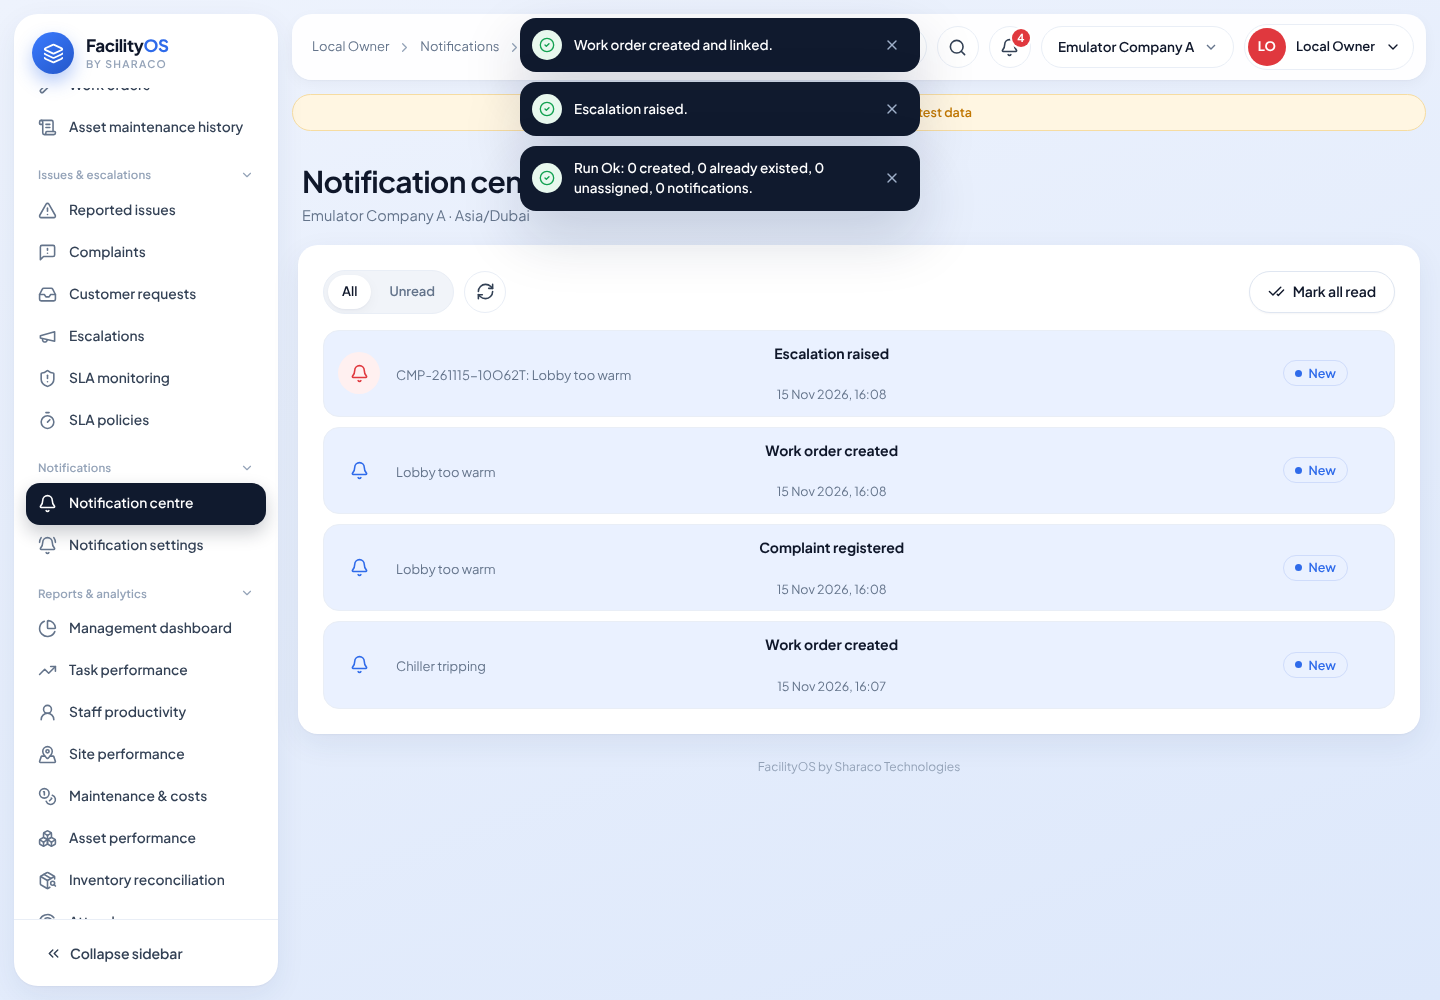 FacilityOS
BY SHARACO
Work orders
Asset maintenance history
Issues & escalations
Reported issues
Complaints
Customer requests
Escalations
SLA monitoring
SLA policies
Notifications
Notification centre
Notification settings
Reports & analytics
Management dashboard
Task performance
Staff productivity
Site performance
Maintenance & costs
Asset performance
Inventory reconciliation
Collapse sidebar
Local Owner > Notifications >
4
Emulator Company A
LO
Local Owner
Work order created and linked.
Escalation raised.
Run Ok: 0 created, 0 already existed, 0
unassigned, 0 notifications.
test data
Notification cen
Emulator Company A · Asia/Dubai
All
Unread
Mark all read
Escalation raised
CMP-261115-10O62T: Lobby too warm
15 Nov 2026, 16:08
New
Work order created
Lobby too warm
15 Nov 2026, 16:08
New
Complaint registered
Lobby too warm
15 Nov 2026, 16:08
New
Work order created
Chiller tripping
15 Nov 2026, 16:07
New
FacilityOS by Sharaco Technologies